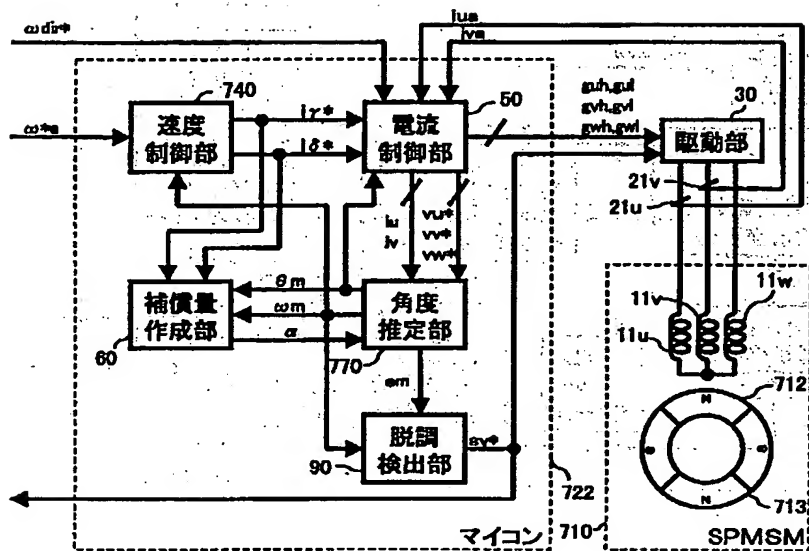 ωdir*
iua
iva
740
50
guh,gul
gvh,gvl
gwh,gwl
30
ω*a
速度
制御部
iγ*
iδ*
電流
制御部
駆動部
21v
21u
iu
iv
vu*
vv*
vw*
補償量
作成部
θm
ωm
α
角度
推定部
60
770
11w
11v
11u
em
脱調
検出部
90
sv*
722
マイコン
712
N
S
S
N
713
710
SPMSM